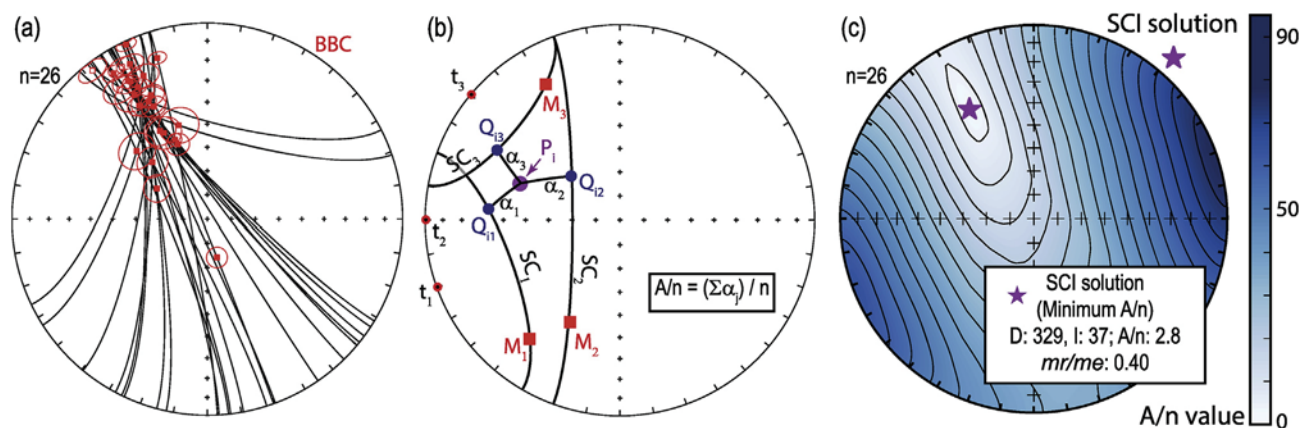 (a)
BBC
n=26
(b)
t₃
M₃
Qᵢ₃
SC₃
α₃
Pᵢ
α₁
α₂
Qᵢ₂
Qᵢ₁
t₂
t₁
SC₁
SC₂
A/n = (Σαⱼ) / n
M₁
M₂
(c)
SCI solution
n=26
90
50
0
SCI solution
(Minimum A/n)
D: 329, I: 37; A/n: 2.8
mr/me: 0.40
A/n value